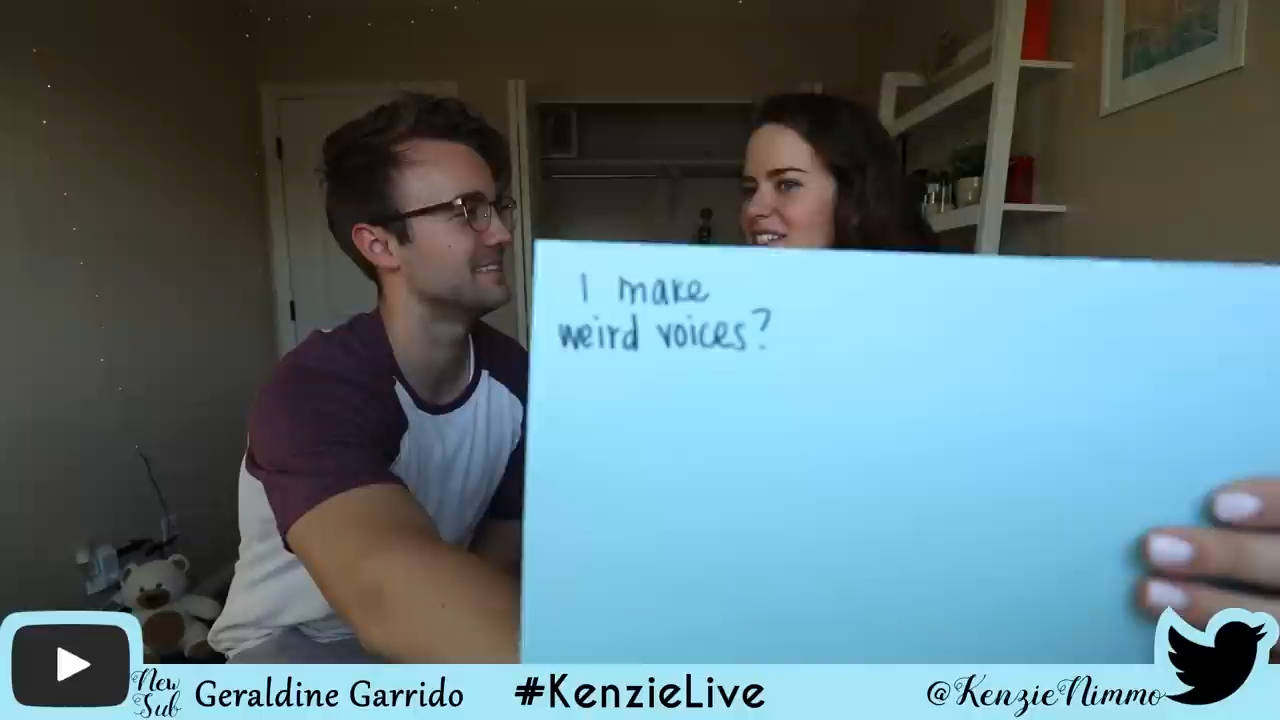 I make
weird voices?
New
Sub
Geraldine Garrido
#KenzieLive
@KenzieNimmo